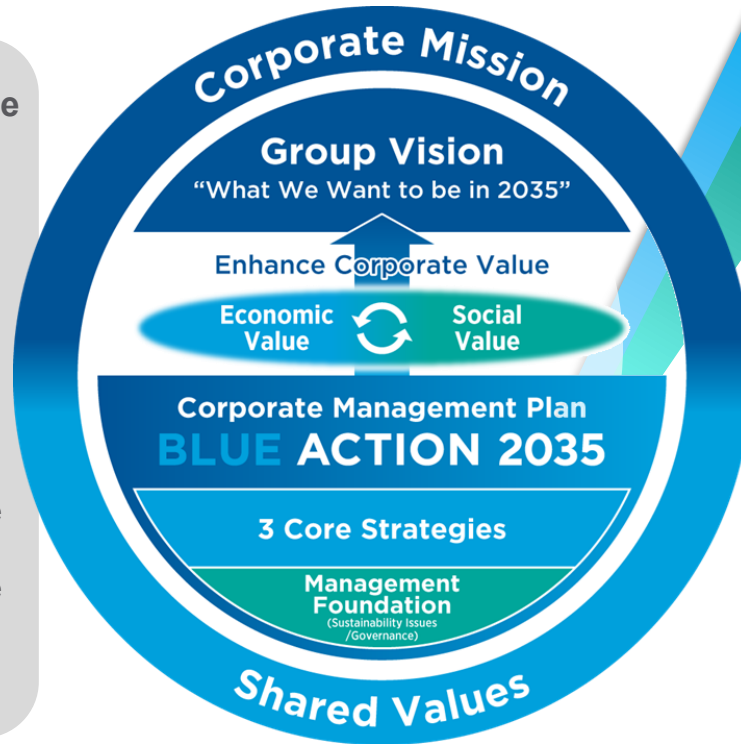 Corporate Mission
Group Vision
“What We Want to be in 2035”
Enhance Corporate Value
Economic
Value
Social
Value
Corporate Management Plan
BLUE ACTION 2035
3 Core Strategies
Management
Foundation
(Sustainability Issues
/Governance)
Shared Values